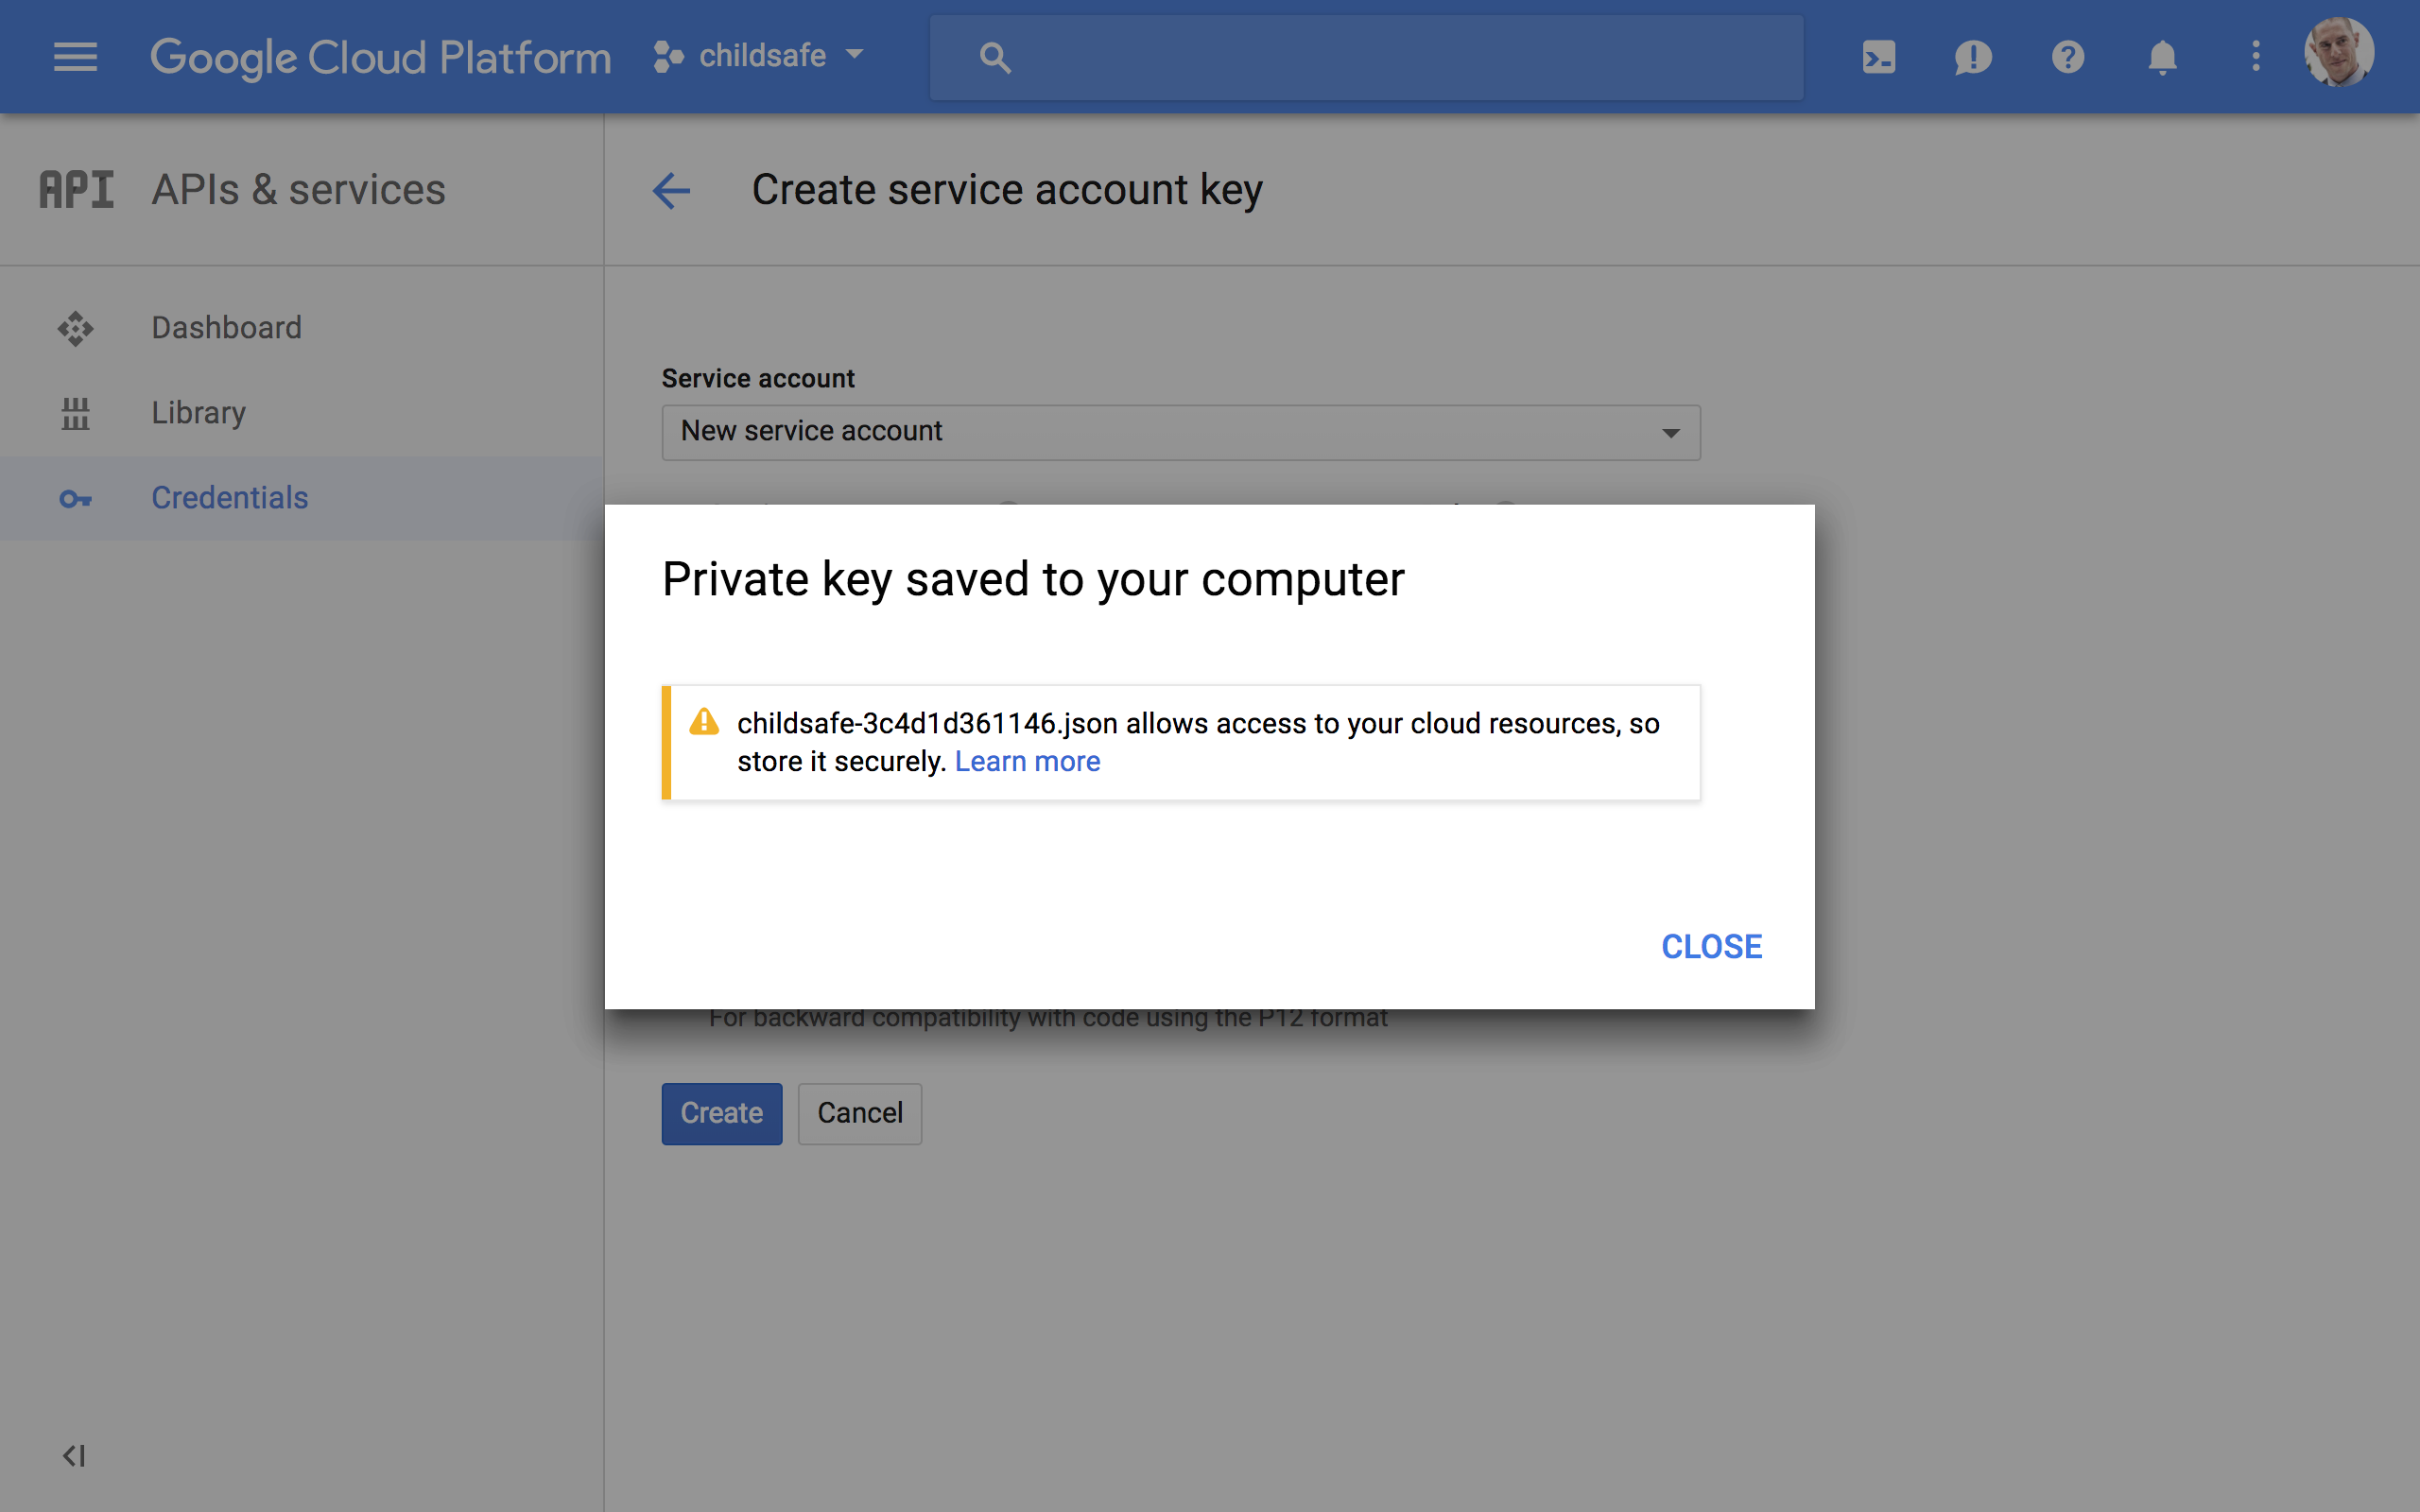 Google Cloud Platform
childsafe
API
APIs & services
Create service account key
Dashboard
Library
Credentials
Service account
New service account
Private key saved to your computer
childsafe-3c4d1d361146.json allows access to your cloud resources, so
store it securely. Learn more
CLOSE
For backward compatibility with code using the P12 format
Create
Cancel